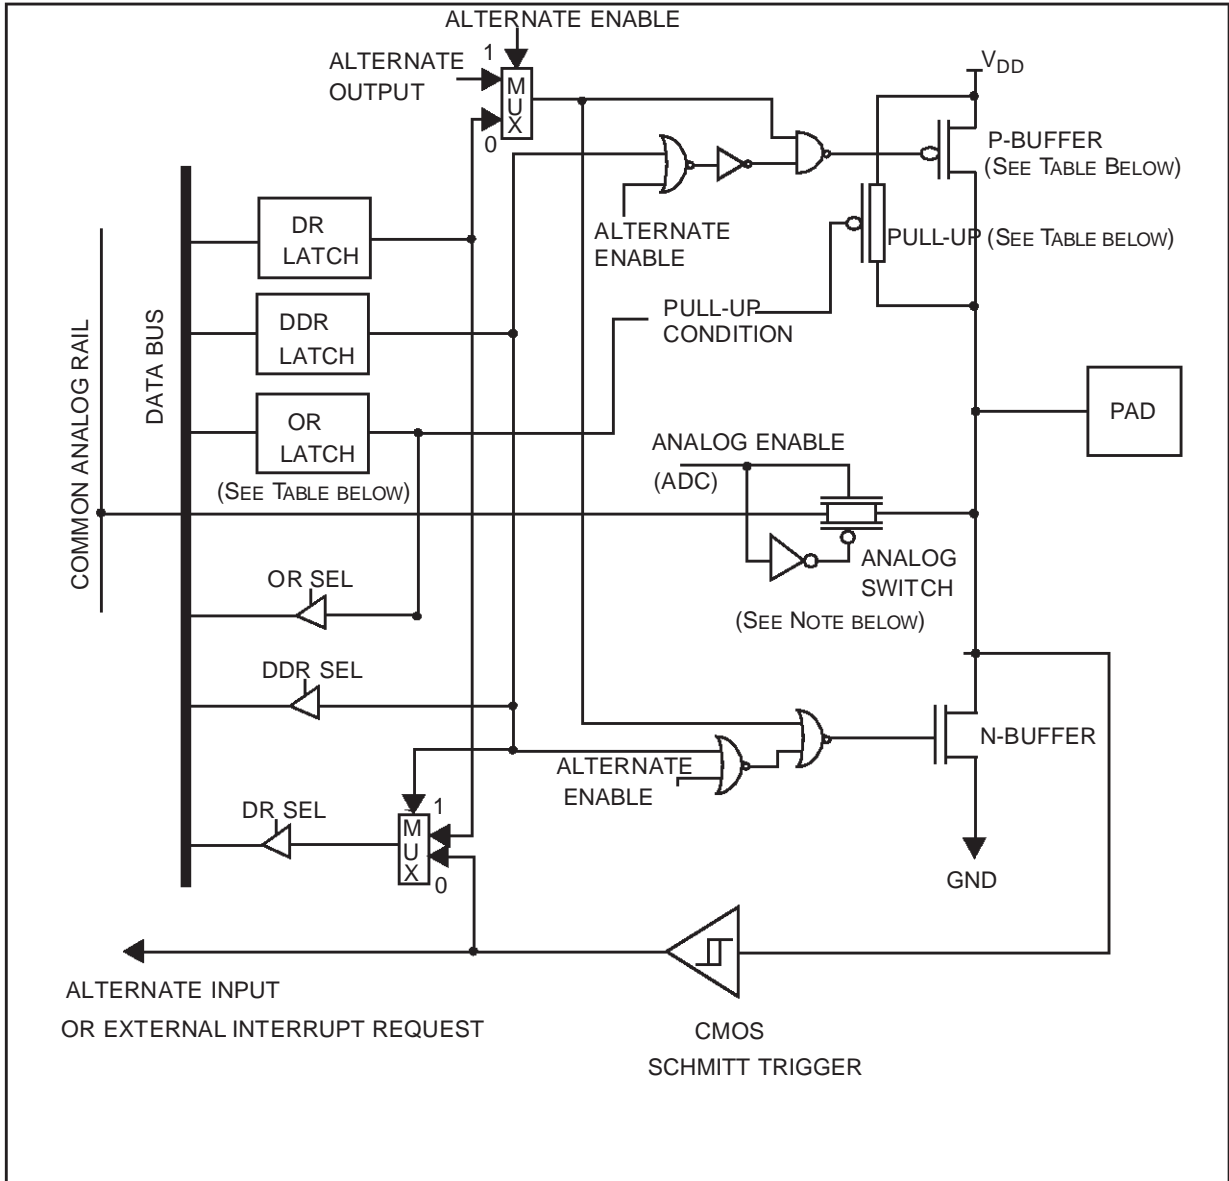 ALTERNATE ENABLE
ALTERNATE
OUTPUT
1
MUX
0
VDD
P-BUFFER
(SEE TABLE BELOW)
ALTERNATE
ENABLE
PULL-UP (SEE TABLE BELOW)
DR
LATCH
DDR
LATCH
OR
LATCH
(SEE TABLE BELOW)
COMMON ANALOG RAIL
DATA BUS
PULL-UP
CONDITION
PAD
ANALOG ENABLE
(ADC)
ANALOG
SWITCH
(SEE NOTE BELOW)
OR SEL
DDR SEL
DR SEL
N-BUFFER
ALTERNATE
ENABLE
1
MUX
0
GND
ALTERNATE INPUT
OR EXTERNAL INTERRUPT REQUEST
CMOS
SCHMITT TRIGGER